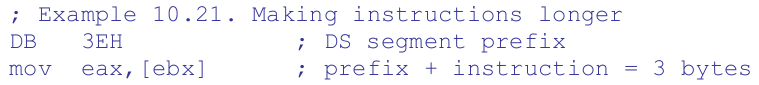 ; Example 10.21. Making instructions longer
DB   3EH           ; DS segment prefix
mov  eax,[ebx]     ; prefix + instruction = 3 bytes